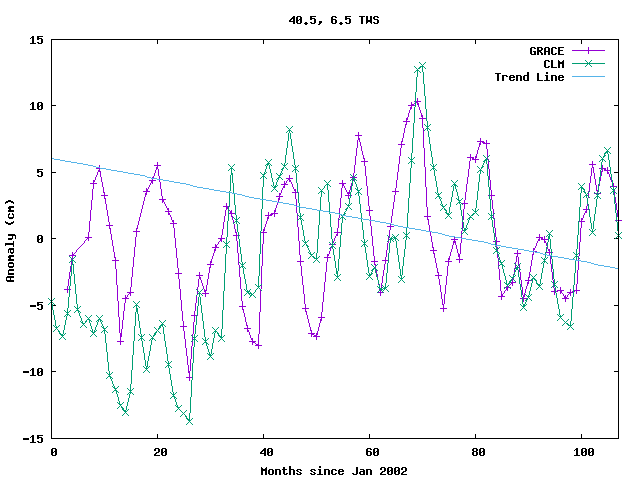 40.5, 6.5 TWS
GRACE
CLM
Trend Line
15
10
5
0
-5
-10
-15
Anomaly (cm)
0 20 40 60 80 100
Months since Jan 2002